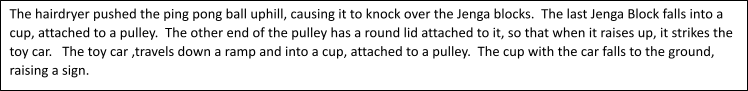 The hairdryer pushed the ping pong ball uphill, causing it to knock over the Jenga blocks.  The last Jenga Block falls into a
cup, attached to a pulley.  The other end of the pulley has a round lid attached to it, so that when it raises up, it strikes the
toy car.   The toy car ,travels down a ramp and into a cup, attached to a pulley.  The cup with the car falls to the ground,
raising a sign.